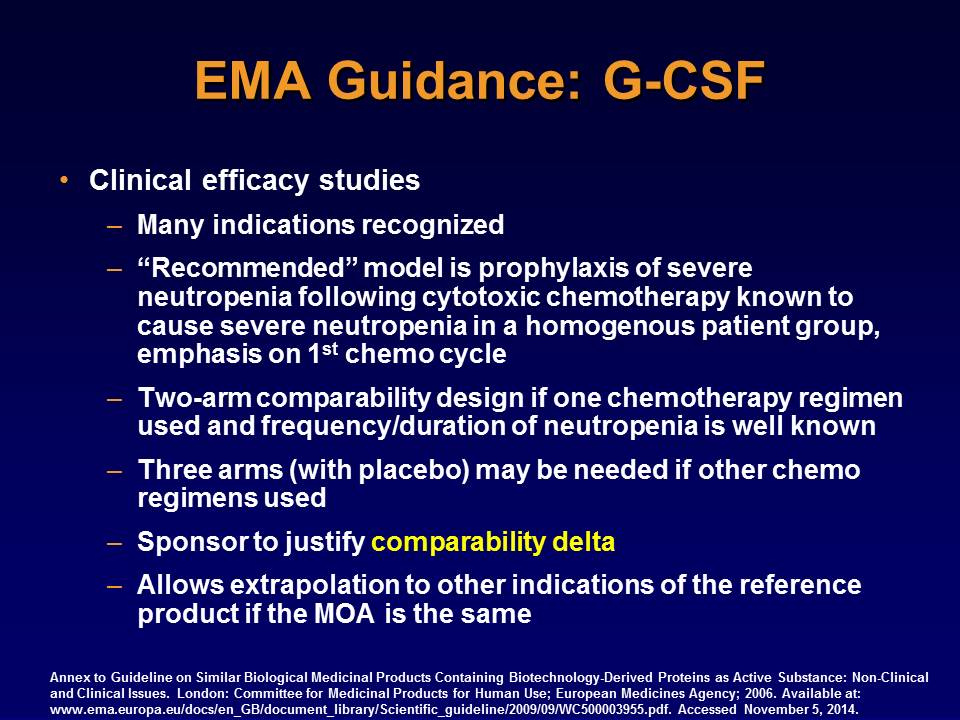 EMA Guidance: G-CSF
• Clinical efficacy studies
– Many indications recognized
– “Recommended” model is prophylaxis of severe
neutropenia following cytotoxic chemotherapy known to
cause severe neutropenia in a homogenous patient group,
emphasis on 1st chemo cycle
– Two-arm comparability design if one chemotherapy regimen
used and frequency/duration of neutropenia is well known
– Three arms (with placebo) may be needed if other chemo
regimens used
– Sponsor to justify comparability delta
– Allows extrapolation to other indications of the reference
product if the MOA is the same
Annex to Guideline on Similar Biological Medicinal Products Containing Biotechnology-Derived Proteins as Active Substance: Non-Clinical
and Clinical Issues. London: Committee for Medicinal Products for Human Use; European Medicines Agency; 2006. Available at:
www.ema.europa.eu/docs/en_GB/document_library/Scientific_guideline/2009/09/WC500003955.pdf. Accessed November 5, 2014.